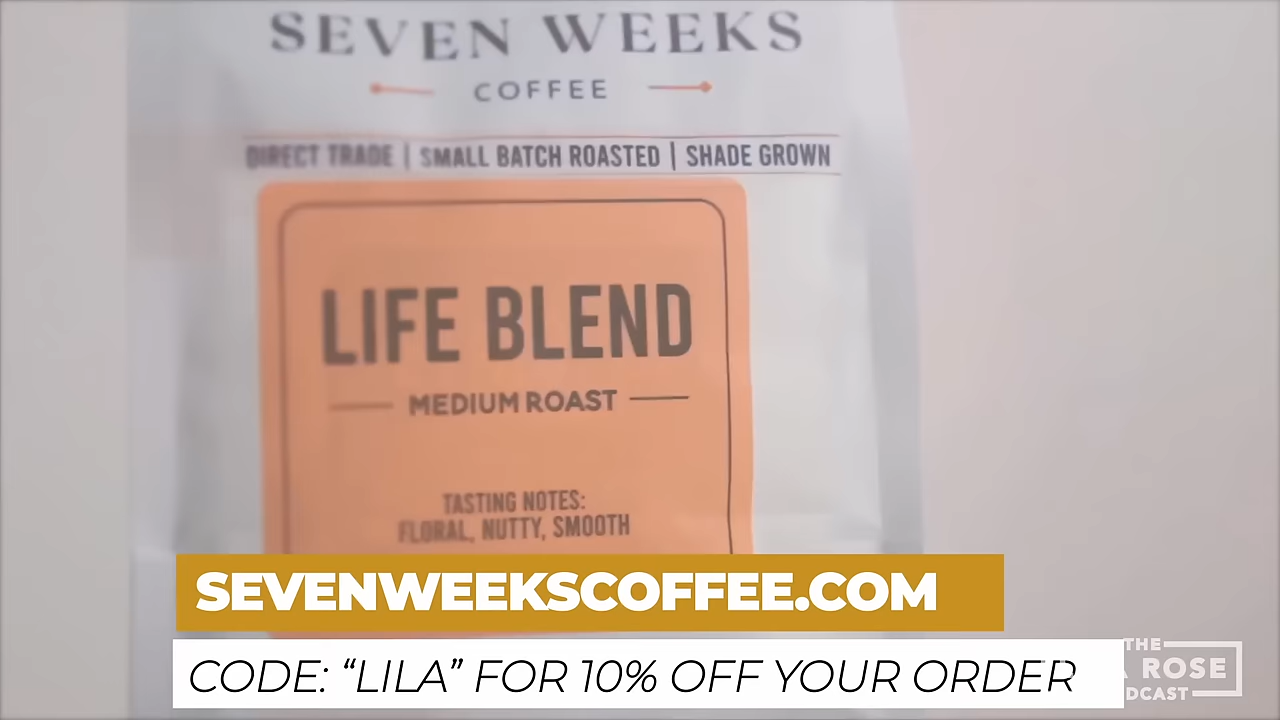 SEVEN WEEKS
COFFEE
DIRECT TRADE | SMALL BATCH ROASTED | SHADE GROWN
LIFE BLEND
MEDIUM ROAST
TASTING NOTES:
FLORAL, NUTTY, SMOOTH
SEVENWEEKSCOFFEE.COM
CODE: “LILA” FOR 10% OFF YOUR ORDER
THE
ROSE